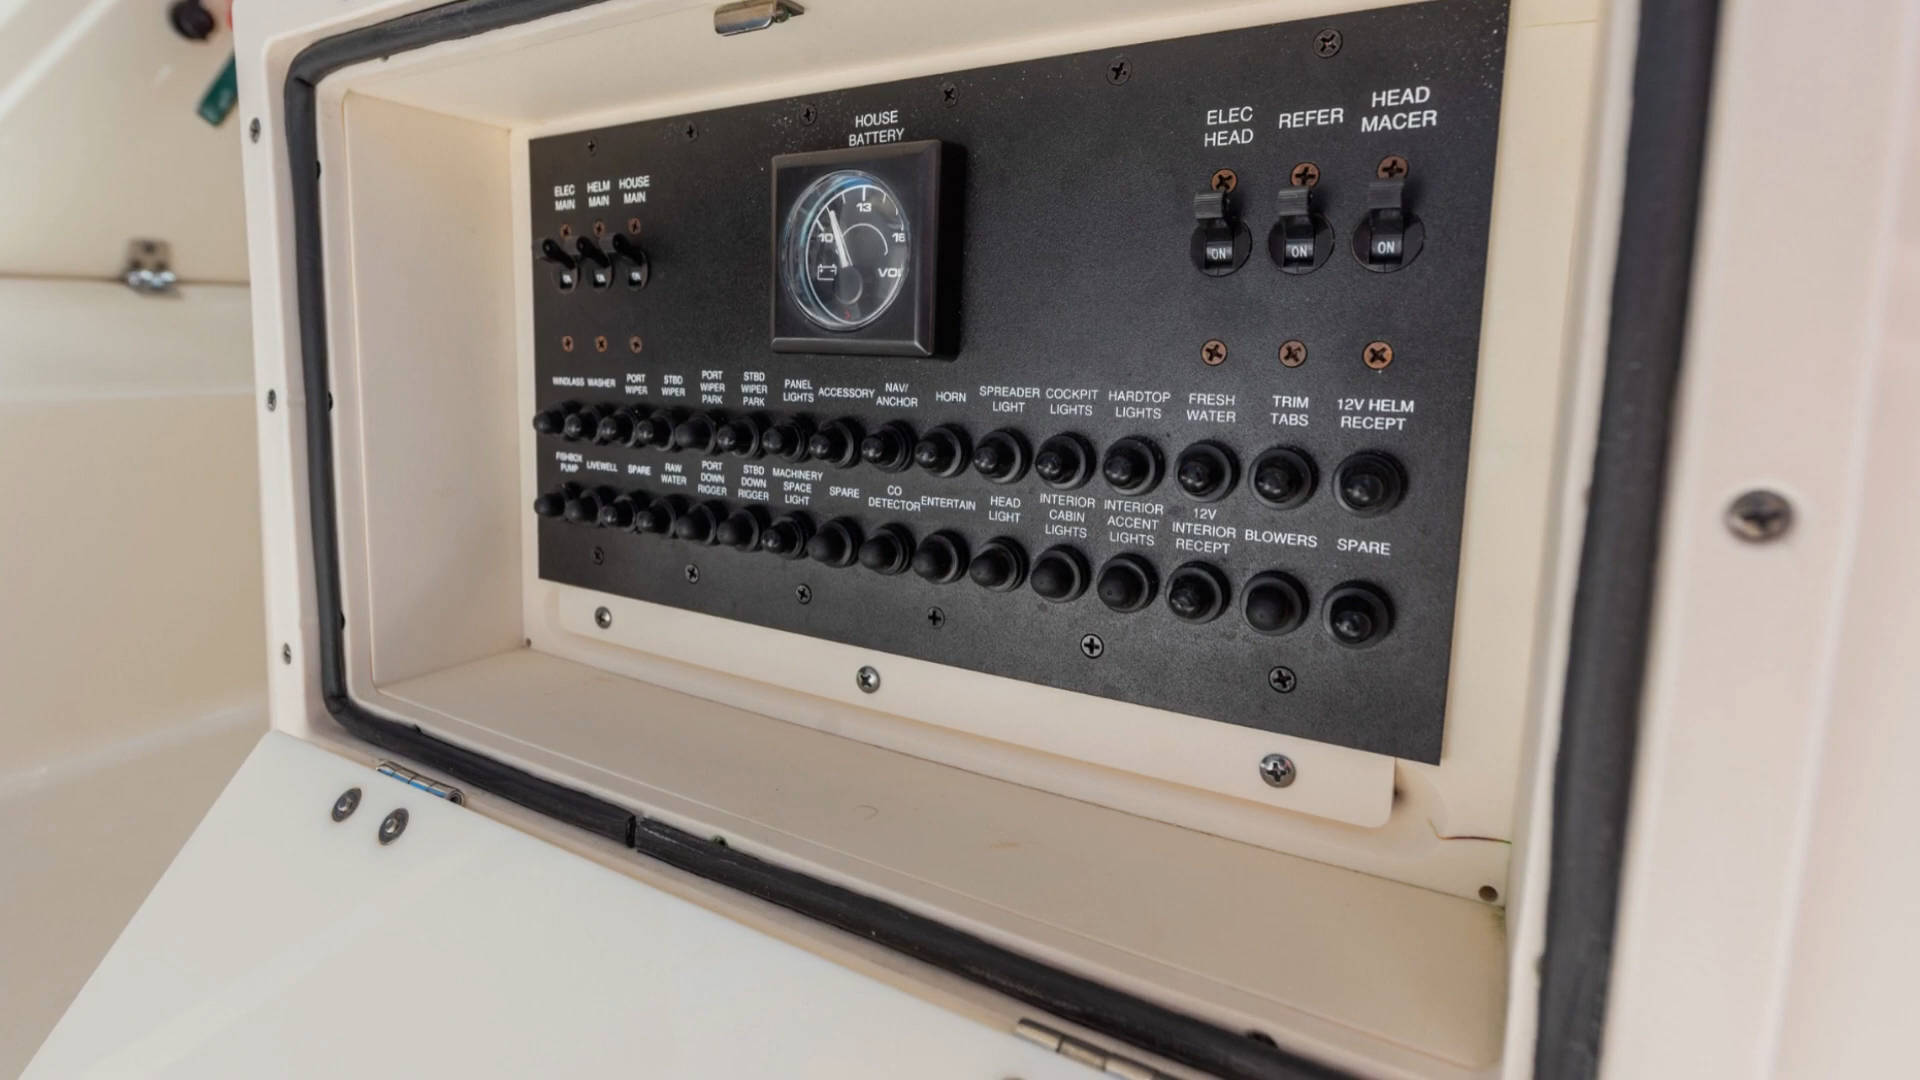 HOUSE
BATTERY
ELEC
HEAD
REFER
HEAD
MACER
ELEC
MAIN
HELM
MAIN
HOUSE
MAIN
10
13
16
ON
ON
ON
ON
ON
ON
WINDLASS
WASHER
PORT
WIPER
STBD
WIPER
PORT
WIPER
PARK
STBD
WIPER
PARK
PANEL
LIGHTS
ACCESSORY
NAV/
ANCHOR
HORN
SPREADER
LIGHT
COCKPIT
LIGHTS
HARDTOP
LIGHTS
FRESH
WATER
TRIM
TABS
12V HELM
RECEPT
FISHBOX
PUMP
LIVEWELL
SPARE
RAW
WATER
PORT
DOWN
RIGGER
STBD
DOWN
RIGGER
MACHINERY
SPACE
LIGHT
SPARE
CO
DETECTOR
ENTERTAIN
HEAD
LIGHT
INTERIOR
CABIN
LIGHTS
INTERIOR
ACCENT
LIGHTS
12V
INTERIOR
RECEPT
BLOWERS
SPARE